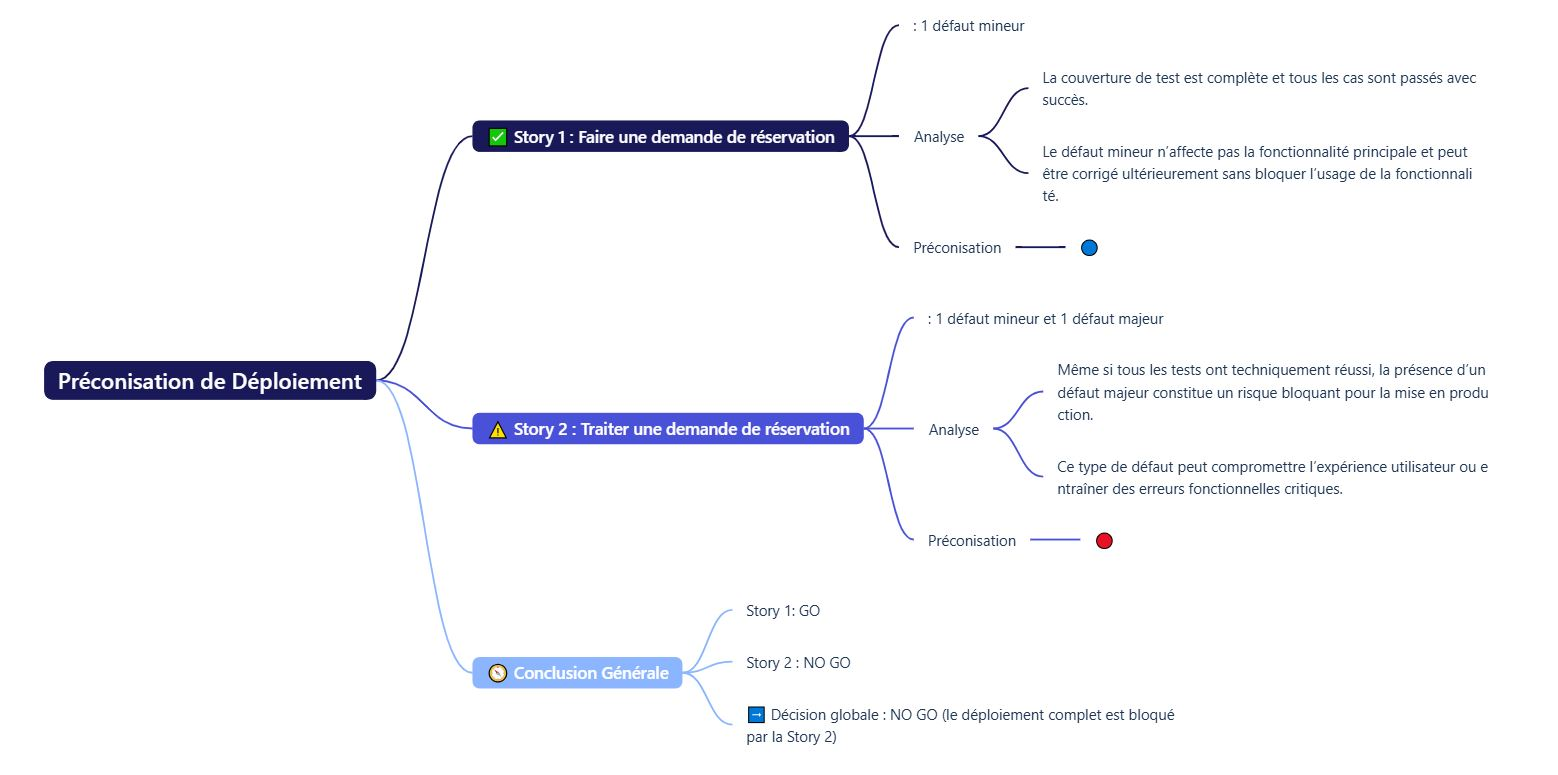 : 1 défaut mineur
La couverture de test est complète et tous les cas sont passés avec
succès.
✅ Story 1 : Faire une demande de réservation
Analyse
Le défaut mineur n’affecte pas la fonctionnalité principale et peut
être corrigé ultérieurement sans bloquer l’usage de la fonctionnali
té.
Préconisation
: 1 défaut mineur et 1 défaut majeur
Même si tous les tests ont techniquement réussi, la présence d’un
défaut majeur constitue un risque bloquant pour la mise en produ
ction.
Préconisation de Déploiement
⚠️ Story 2 : Traiter une demande de réservation
Analyse
Ce type de défaut peut compromettre l’expérience utilisateur ou e
ntraîner des erreurs fonctionnelles critiques.
Préconisation
Story 1: GO
Story 2 : NO GO
🧭 Conclusion Générale
➡️ Décision globale : NO GO (le déploiement complet est bloqué
par la Story 2)